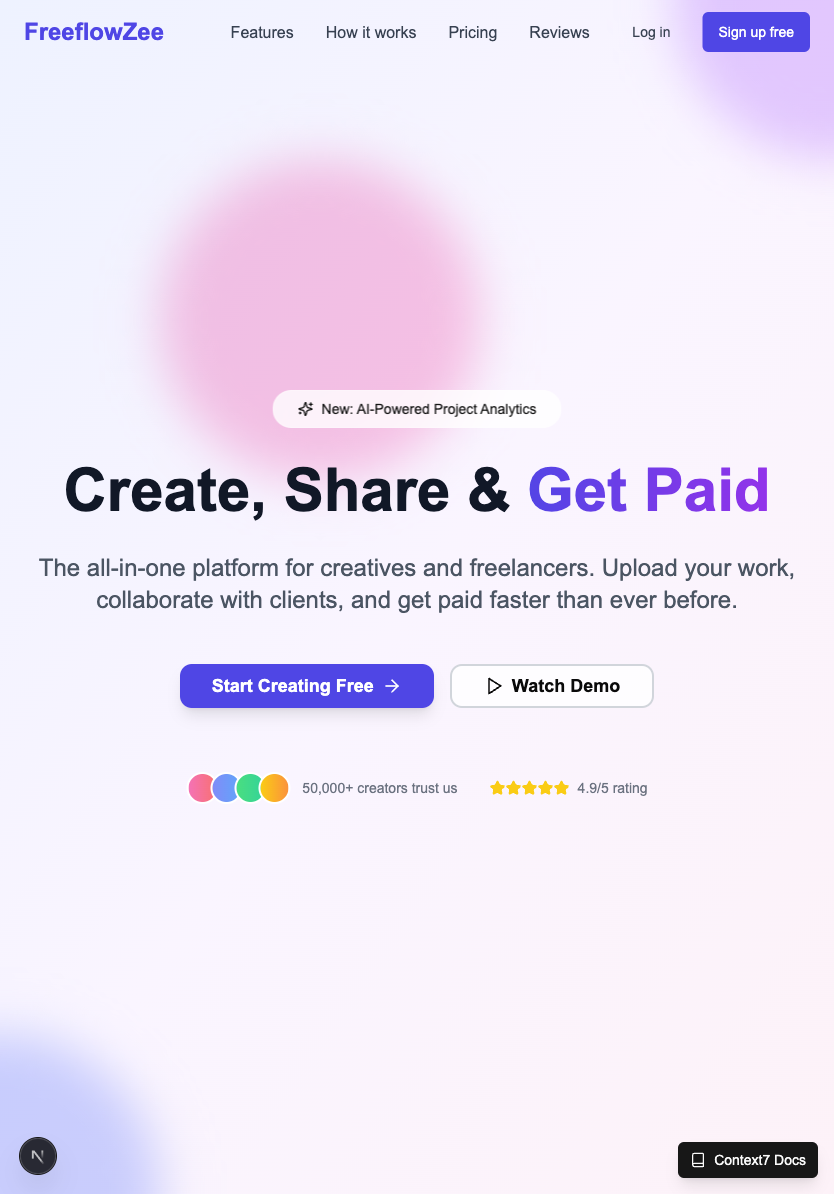 FreeflowZee
Features
How it works
Pricing
Reviews
Log in
Sign up free
New: AI-Powered Project Analytics
Create, Share & Get Paid
The all-in-one platform for creatives and freelancers. Upload your work,
collaborate with clients, and get paid faster than ever before.
Start Creating Free
Watch Demo
50,000+ creators trust us
4.9/5 rating
N
Context7 Docs